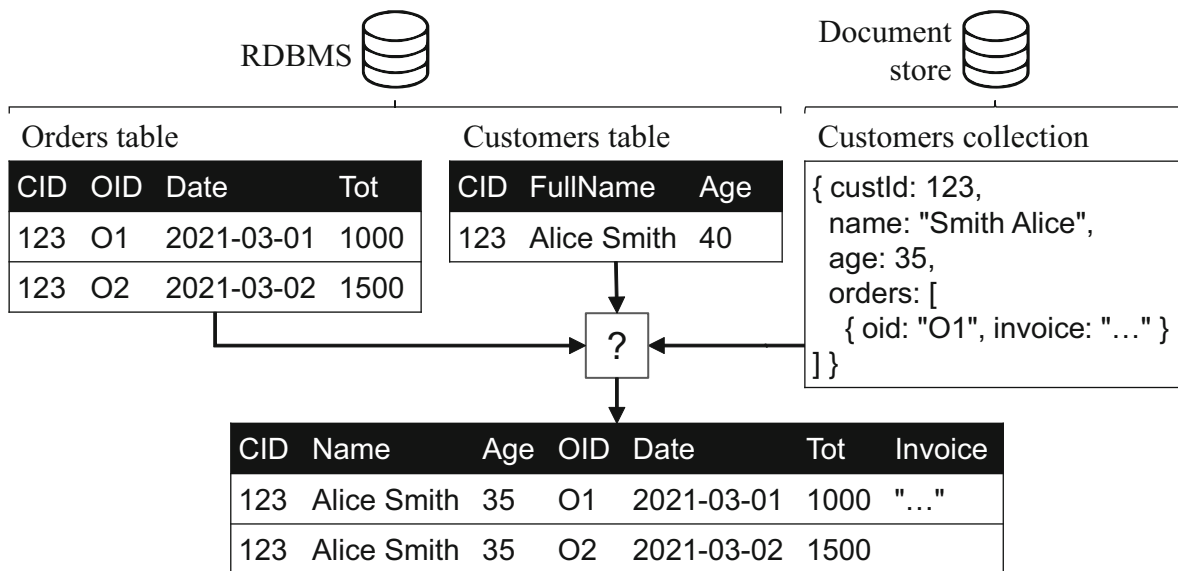 RDBMS
Document
store
Orders table
CID OID Date Tot
123 O1 2021-03-01 1000
123 O2 2021-03-02 1500
Customers table
CID FullName Age
123 Alice Smith 40
Customers collection
{ custId: 123,
name: "Smith Alice",
age: 35,
orders: [
{ oid: "O1", invoice: "…" }
] }
?
CID Name Age OID Date Tot Invoice
123 Alice Smith 35 O1 2021-03-01 1000 "…"
123 Alice Smith 35 O2 2021-03-02 1500